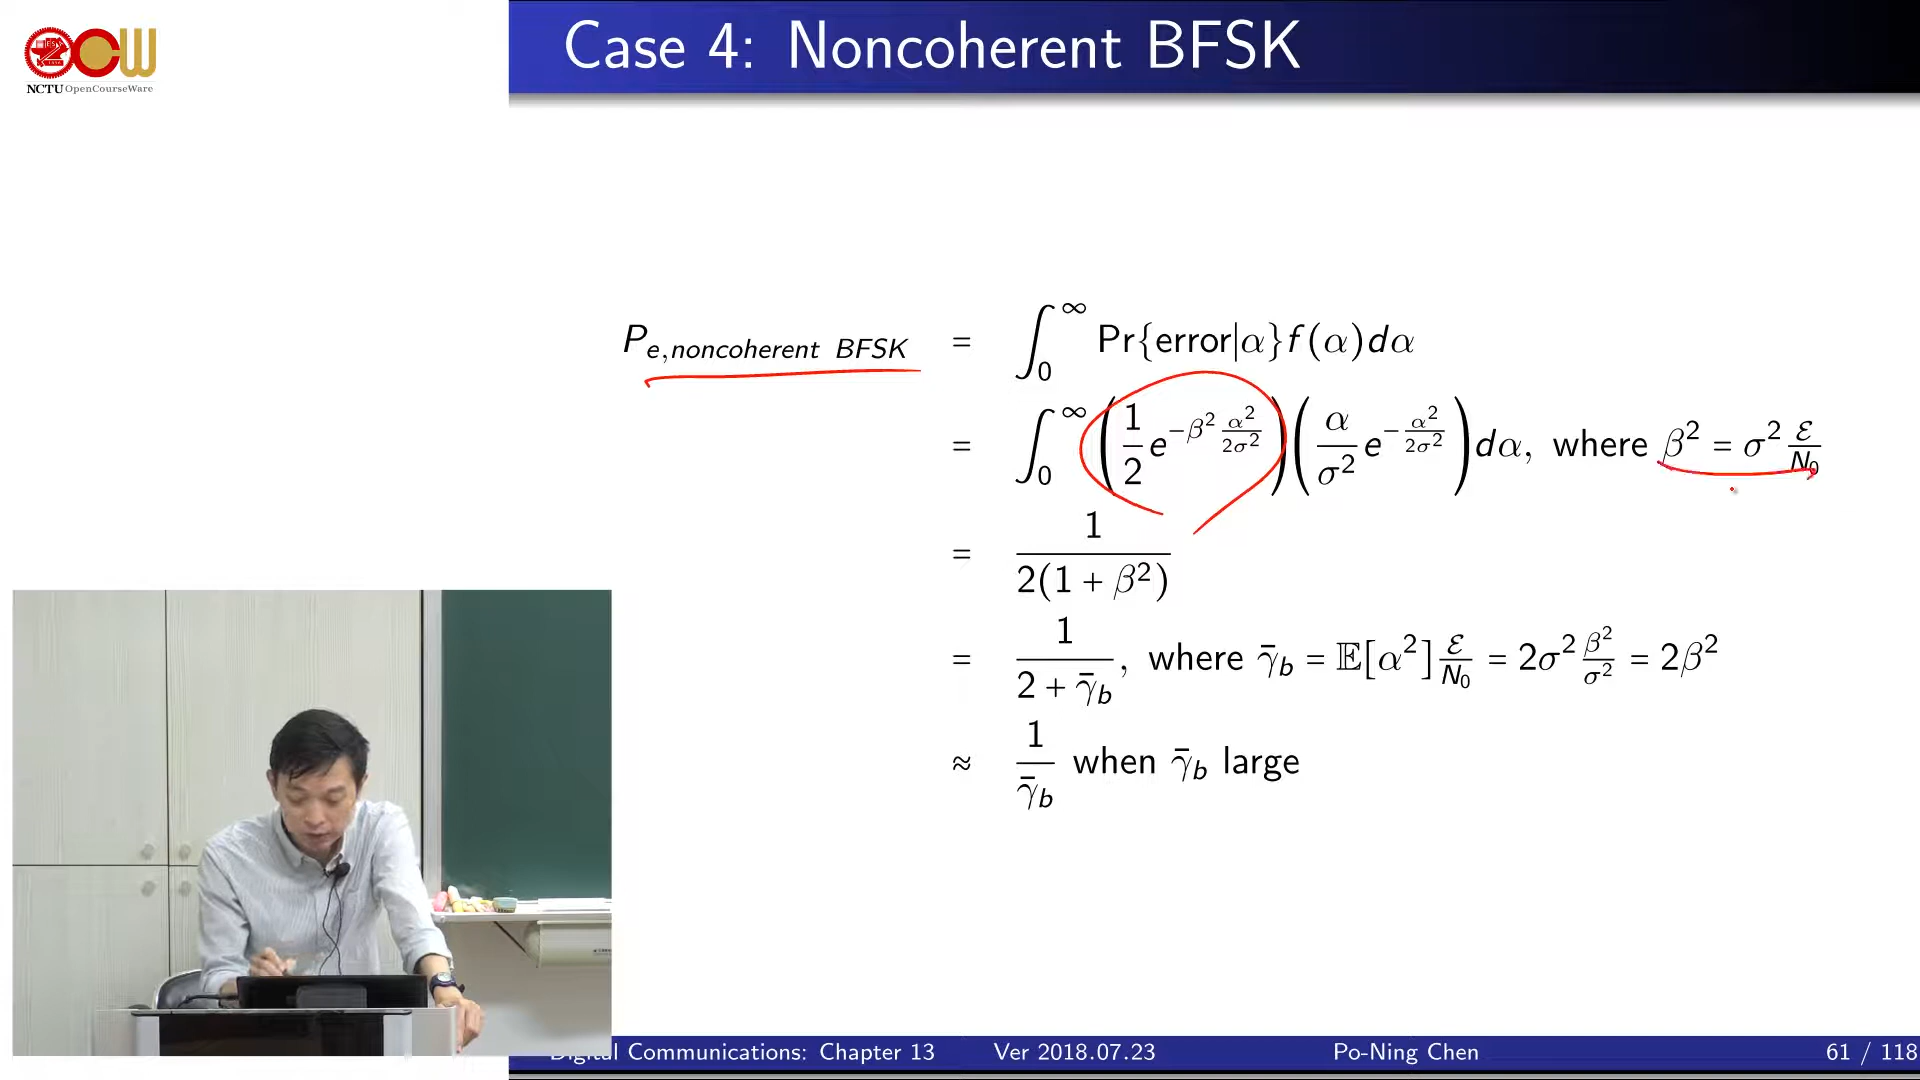 NCTU OpenCourseWare
Case 4: Noncoherent BFSK
P_{e,noncoherent BFSK} = ∫_0^∞ Pr{error|α} f(α)dα
= ∫_0^∞ (1/2 e^{-β² α²/2σ²}) (α/σ² e^{-α²/2σ²}) dα, where β² = σ² ℰ/N₀
= 1/2(1 + β²)
= 1/2 + γ̄_b, where γ̄_b = 𝔼[α²] ℰ/N₀ = 2σ² β²/σ² = 2β²
≈ 1/γ̄_b when γ̄_b large
Digital Communications: Chapter 13 Ver 2018.07.23 Po-Ning Chen 61 / 118